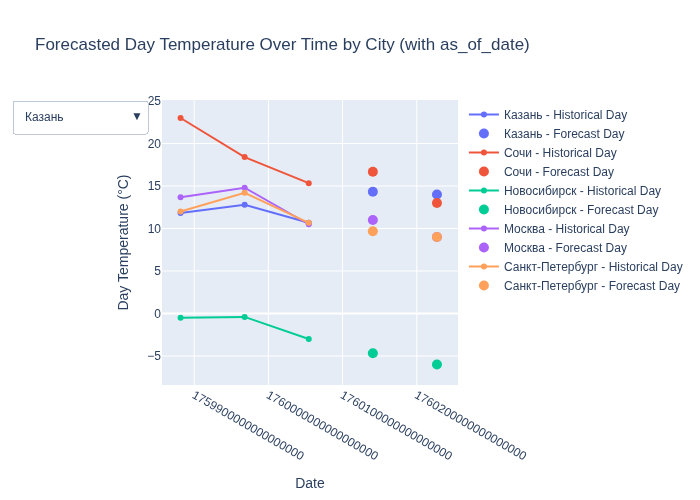 Forecasted Day Temperature Over Time by City (with as_of_date)
Казань ▼
25
20
15
10
5
0
−5
Day Temperature (°C)
1759900000000000000
1760000000000000000
1760100000000000000
1760200000000000000
Date
Казань - Historical Day
Казань - Forecast Day
Сочи - Historical Day
Сочи - Forecast Day
Новосибирск - Historical Day
Новосибирск - Forecast Day
Москва - Historical Day
Москва - Forecast Day
Санкт-Петербург - Historical Day
Санкт-Петербург - Forecast Day